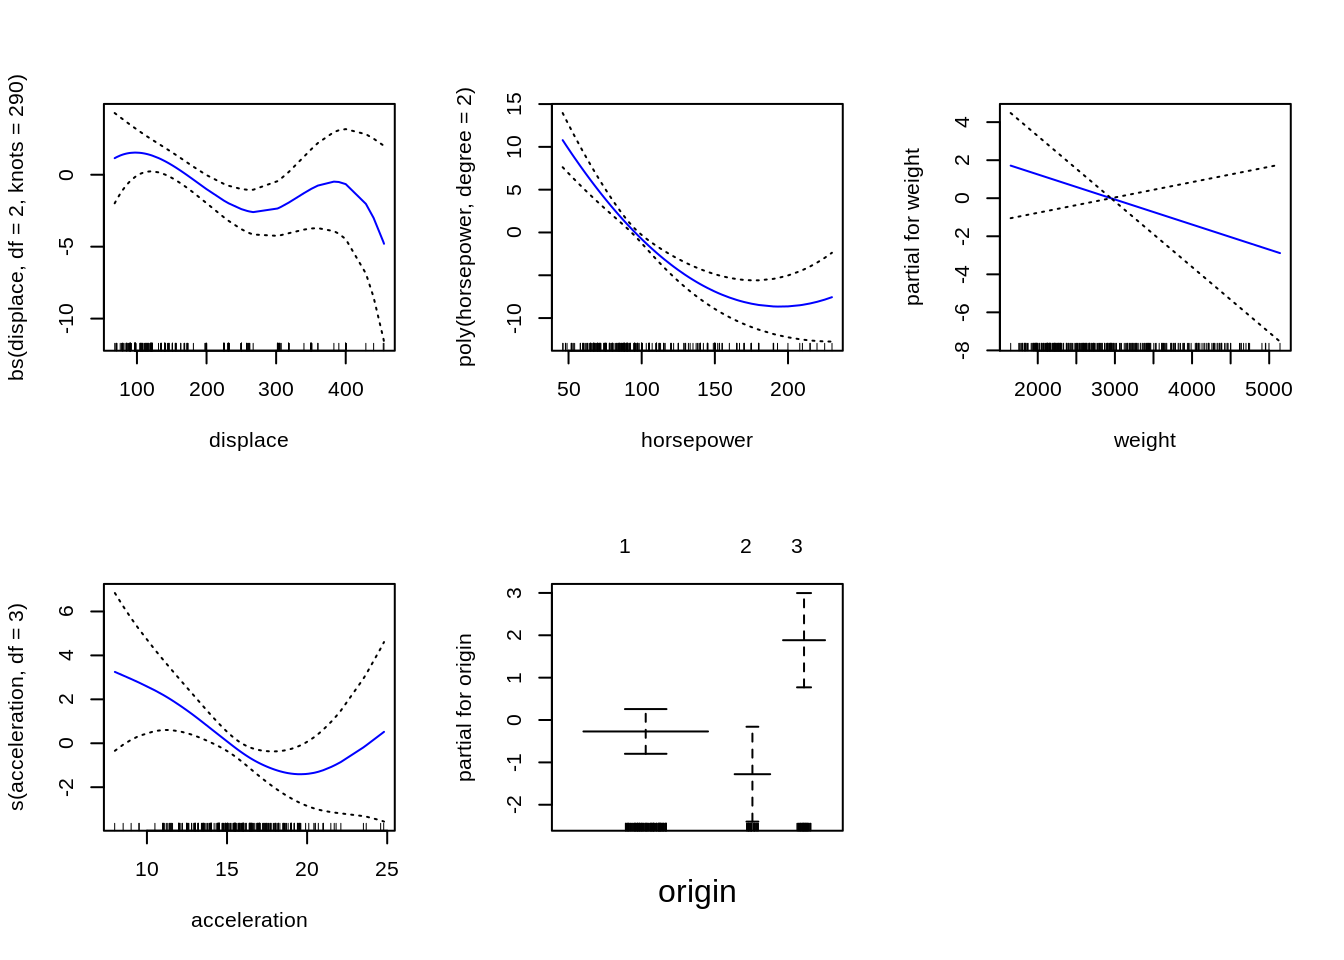 bs(displace, df = 2, knots = 290)
0
-5
-10
100 200 300 400
displace
poly(horsepower, degree = 2)
15
10
5
0
-10
50 100 150 200
horsepower
partial for weight
4
2
0
-2
-4
-6
-8
2000 3000 4000 5000
weight
s(acceleration, df = 3)
6
4
2
0
-2
10 15 20 25
acceleration
1 2 3
partial for origin
3
2
1
0
-1
-2
origin